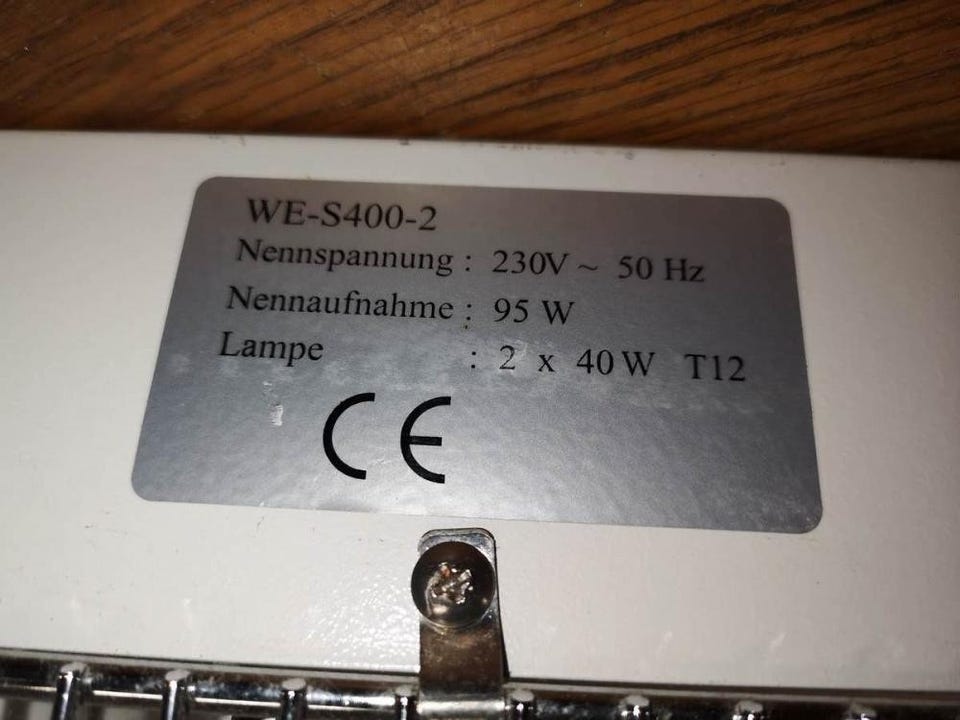 WE-S400-2
Nennspannung : 230V ~ 50 Hz
Nennaufnahme : 95 W
Lampe : 2 x 40 W T12
CE